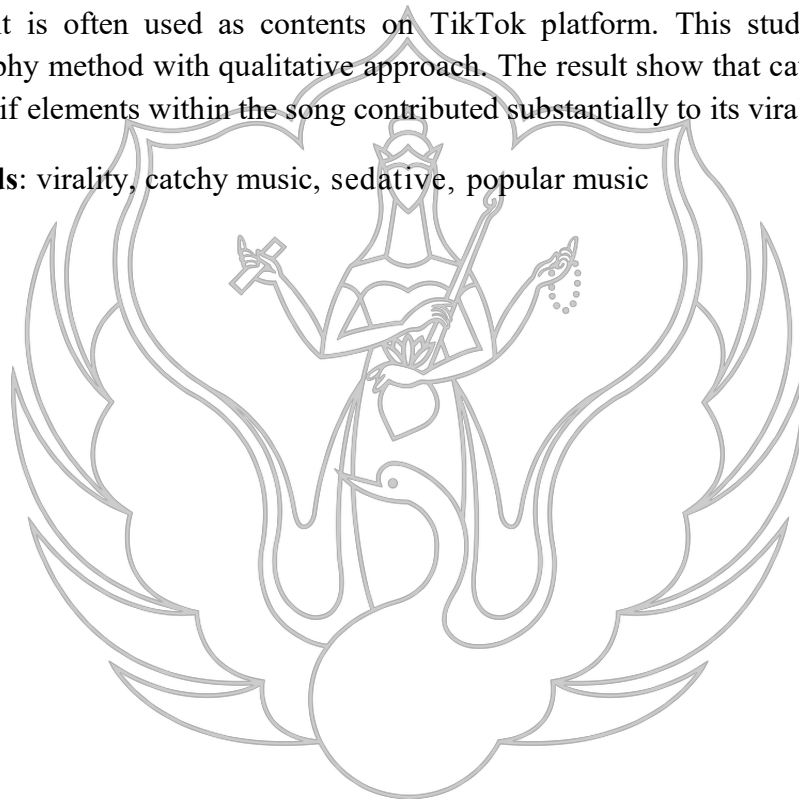 t is often used as contents on TikTok platform. This stud
phy method with qualitative approach. The result show that cat
if elements within the song contributed substantially to its vira
ls: virality, catchy music, sedative, popular music